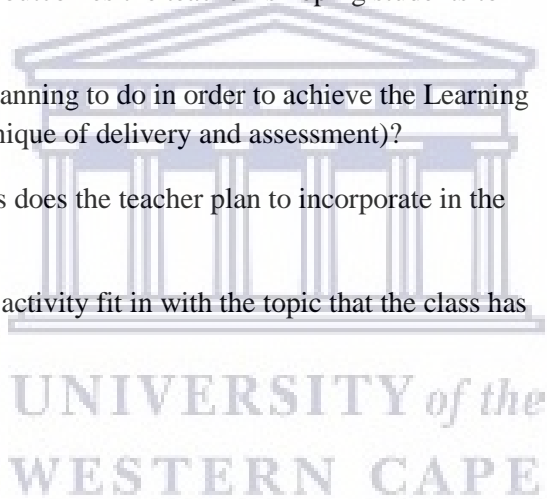 anning to do in order to achieve the Learning
nique of delivery and assessment)?
s does the teacher plan to incorporate in the
activity fit in with the topic that the class has
UNIVERSITY of the
WESTERN CAPE